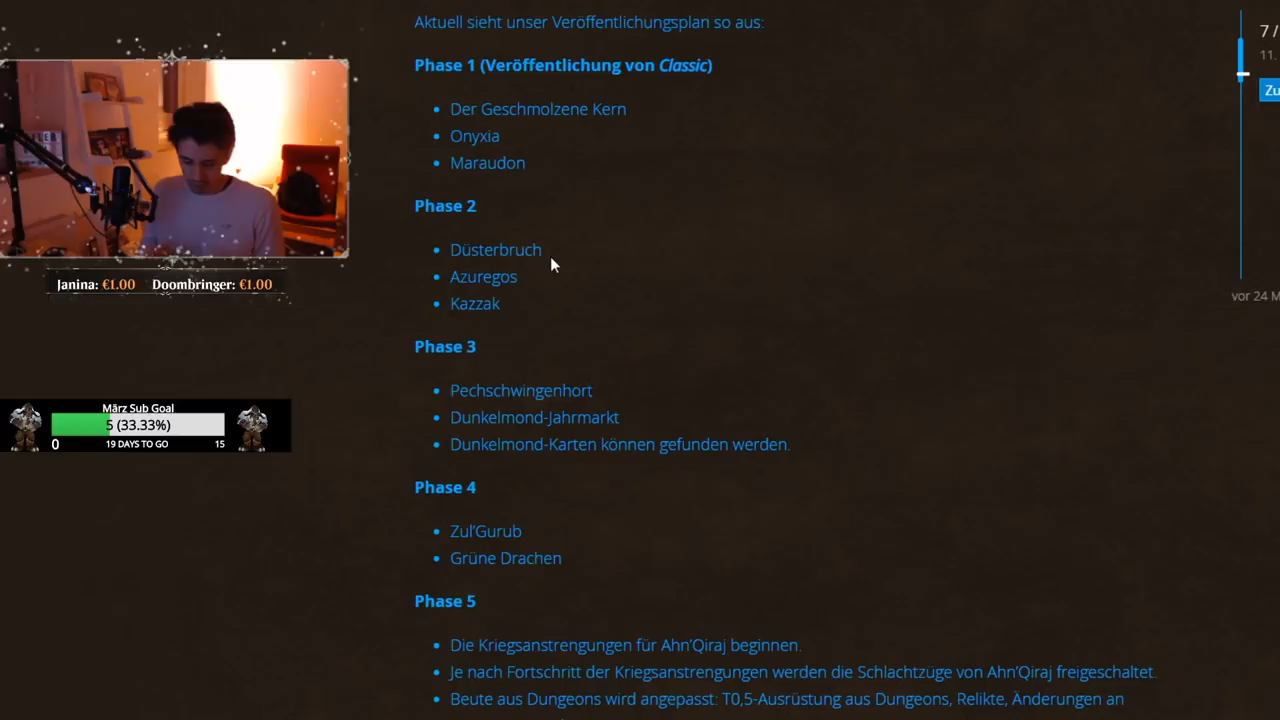 Aktuell sieht unser Veröffentlichungsplan so aus:
Phase 1 (Veröffentlichung von Classic)
Der Geschmolzene Kern
Onyxia
Maraudon
Phase 2
Düsterbruch
Azuregos
Kazzak
Phase 3
Pechschwingenhort
Dunkelmond-Jahrmarkt
Dunkelmond-Karten können gefunden werden.
Phase 4
Zul'Gurub
Grüne Drachen
Phase 5
Die Kriegsanstrengungen für Ahn'Qiraj beginnen.
Je nach Fortschritt der Kriegsanstrengungen werden die Schlachtzüge von Ahn'Qiraj freigeschaltet.
Beute aus Dungeons wird angepasst: T0,5-Ausrüstung aus Dungeons, Relikte, Änderungen an
Janina: €1.00 Doombringer: €1.00
März Sub Goal
5 (33.33%)
0 19 DAYS TO GO 15
7 /
11.
Zu
vor 24 M